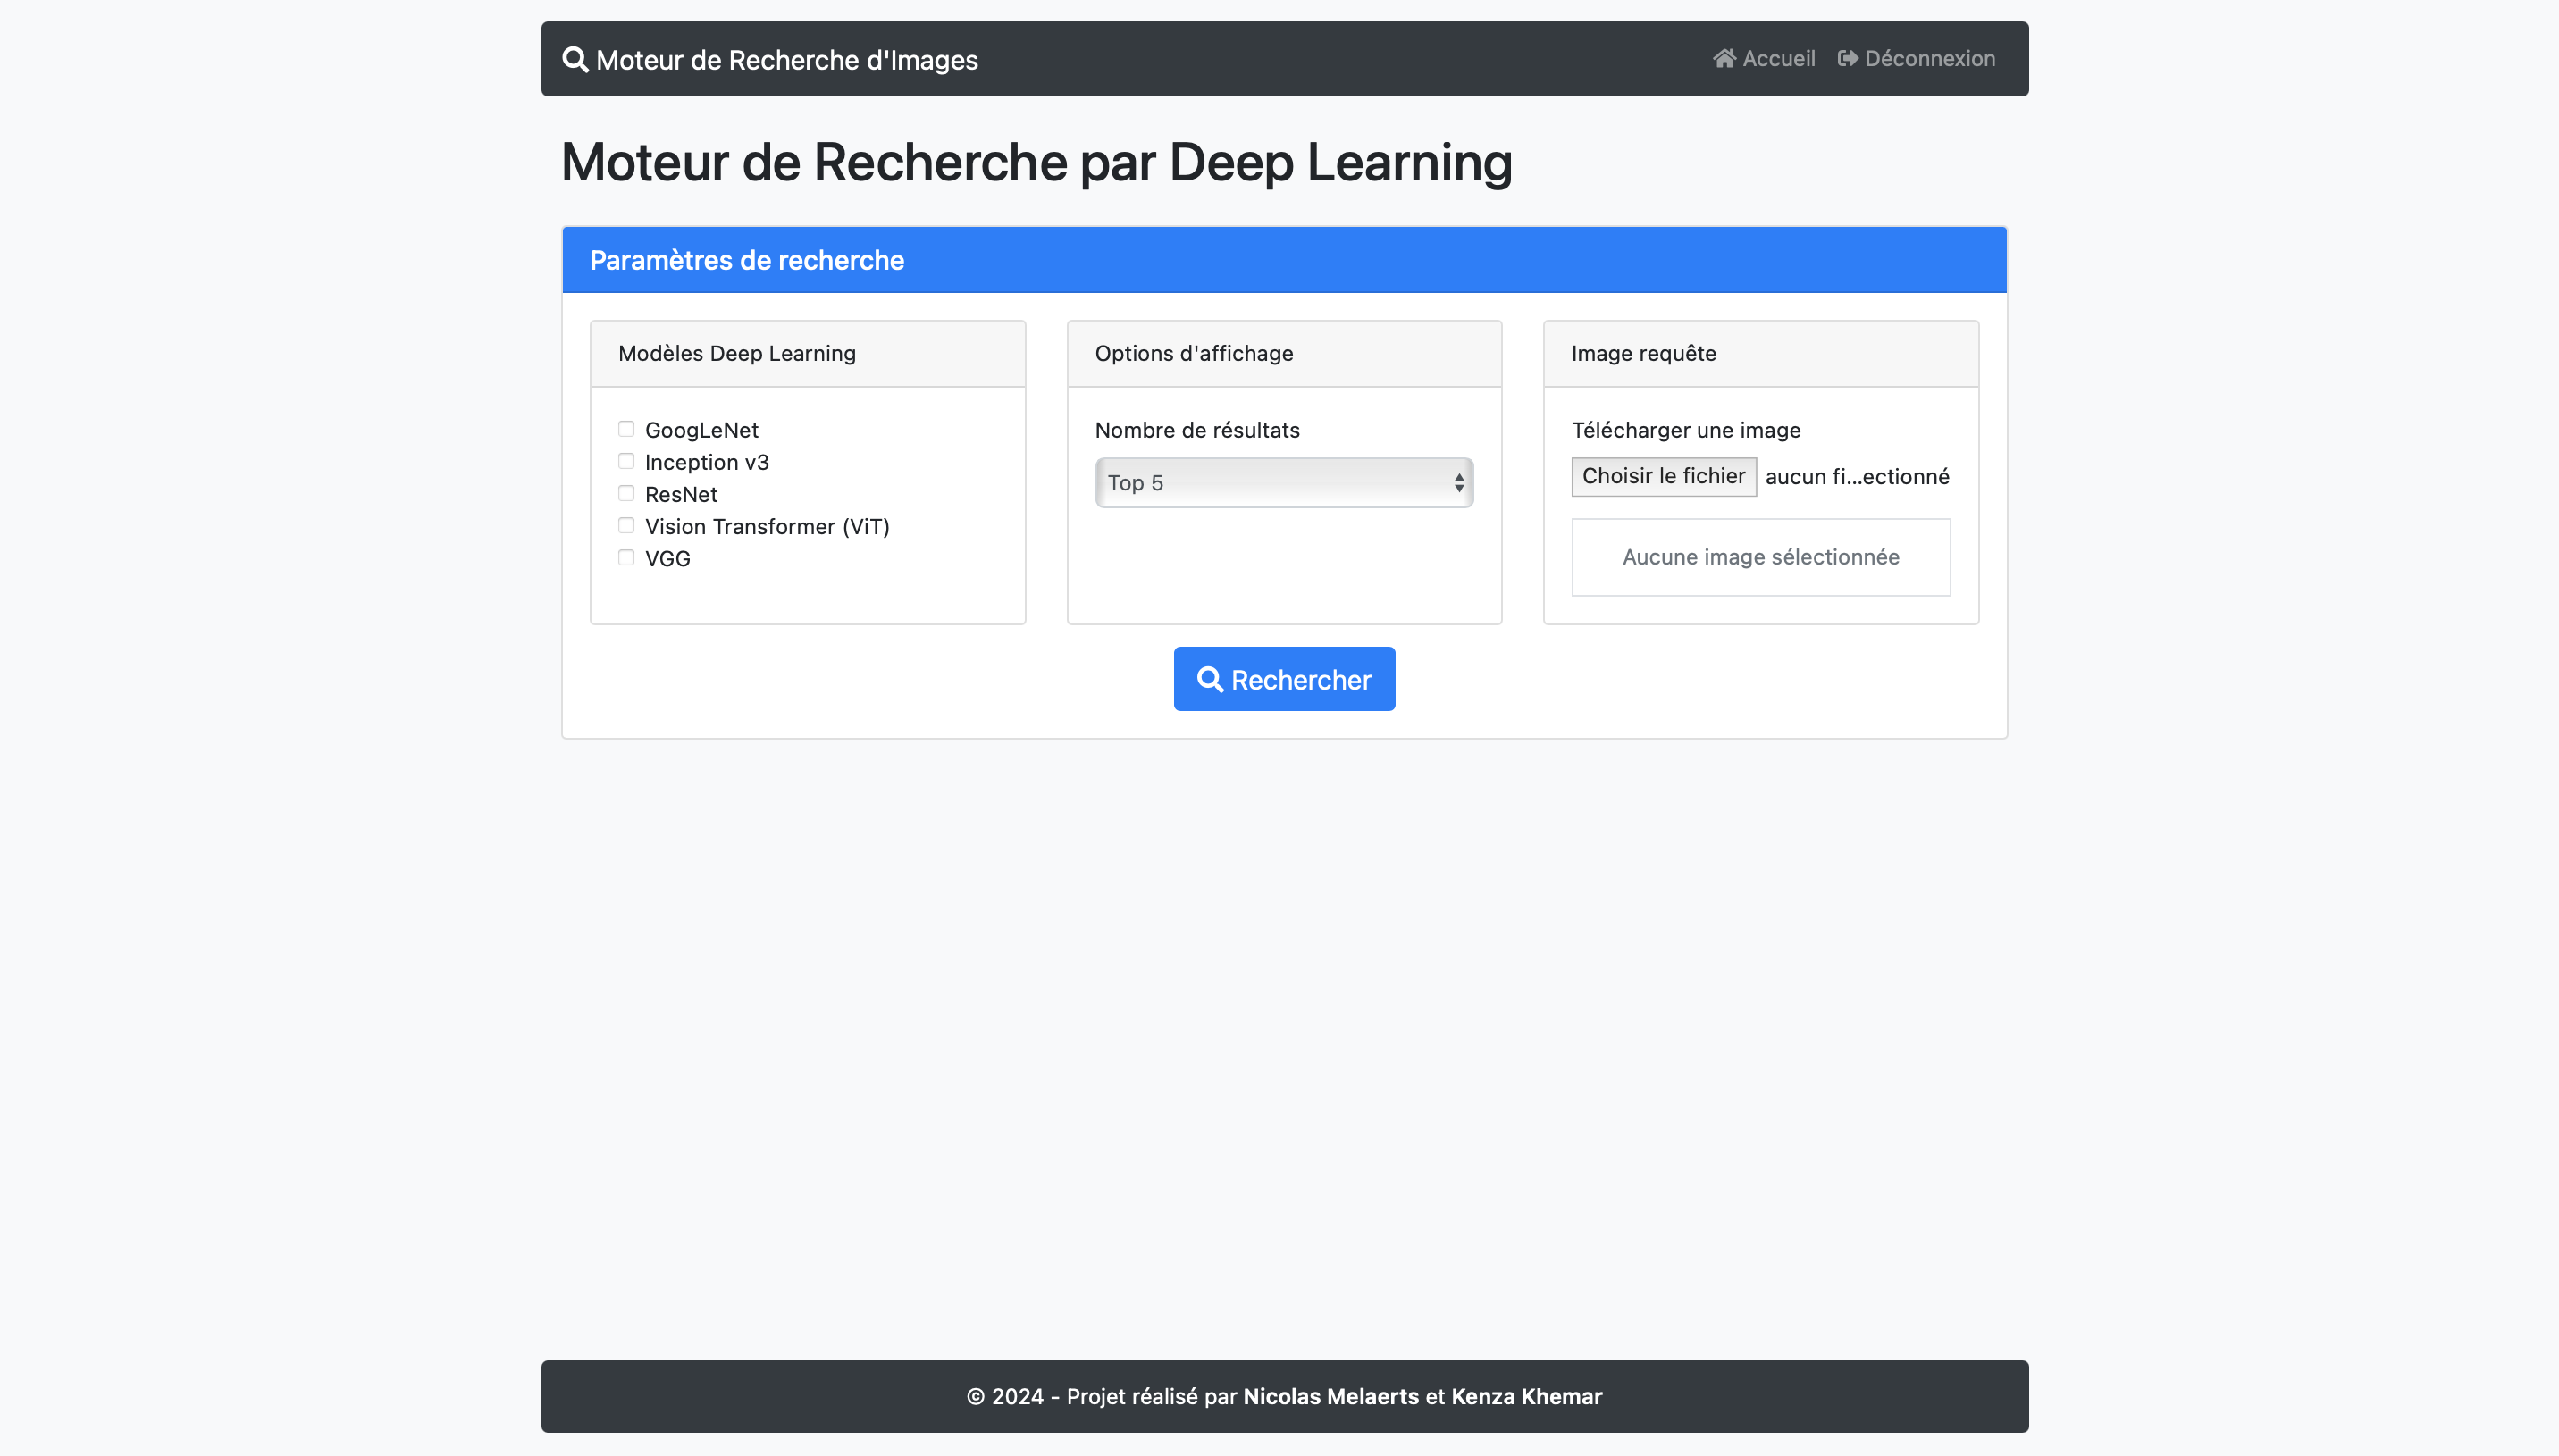 Moteur de Recherche d'Images
Accueil
Déconnexion
Moteur de Recherche par Deep Learning
Paramètres de recherche
Modèles Deep Learning
GoogLeNet
Inception v3
ResNet
Vision Transformer (ViT)
VGG
Options d'affichage
Nombre de résultats
Top 5
Image requête
Télécharger une image
Choisir le fichier aucun fi...ectionné
Aucune image sélectionnée
Rechercher
© 2024 - Projet réalisé par Nicolas Melaerts et Kenza Khemar